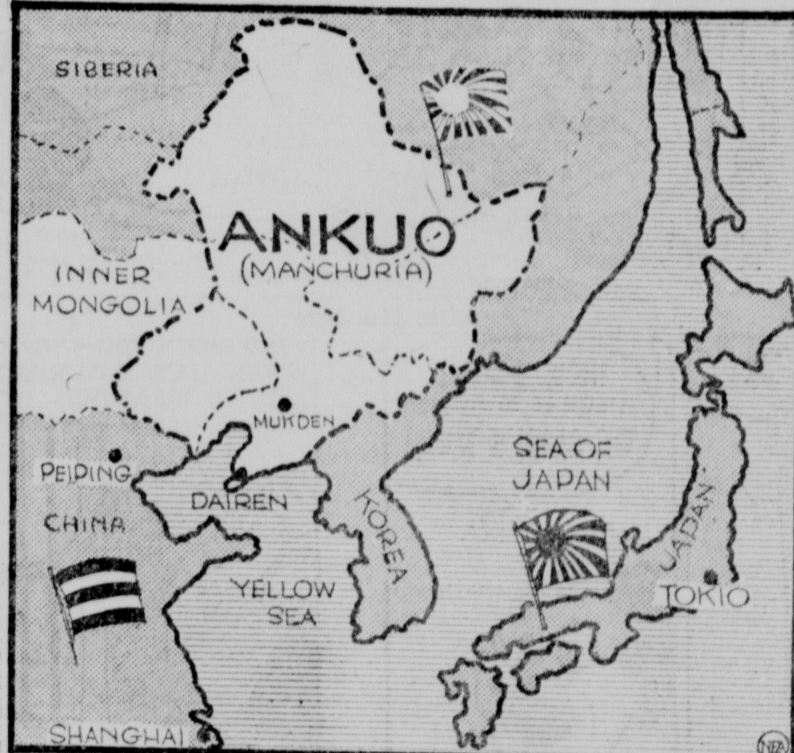 SIBERIA
ANKUO
(MANCHURIA)
INNER
MONGOLIA
MUKDEN
PEIPING
DAIREN
CHINA
KOREA
SEA OF
JAPAN
JAPAN
TOKIO
YELLOW
SEA
SHANGHAI
NEA